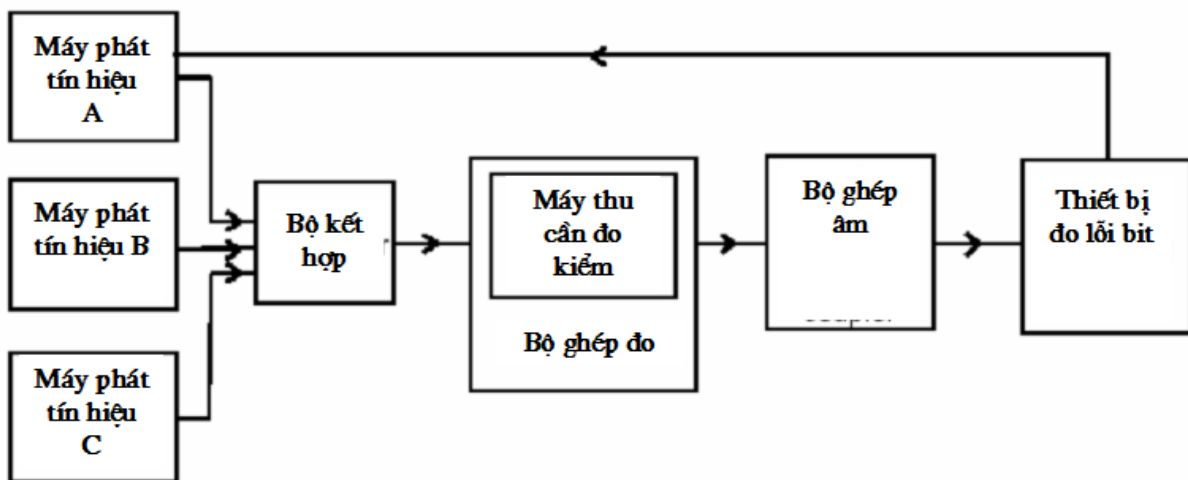 Máy phát
tín hiệu
A
Máy phát
tín hiệu B
Máy phát
tín hiệu
C
Bộ kết
hợp
Máy thu
cần đo
kiểm
Bộ ghép đo
Bộ ghép
âm
Thiết bị
đo lỗi bit